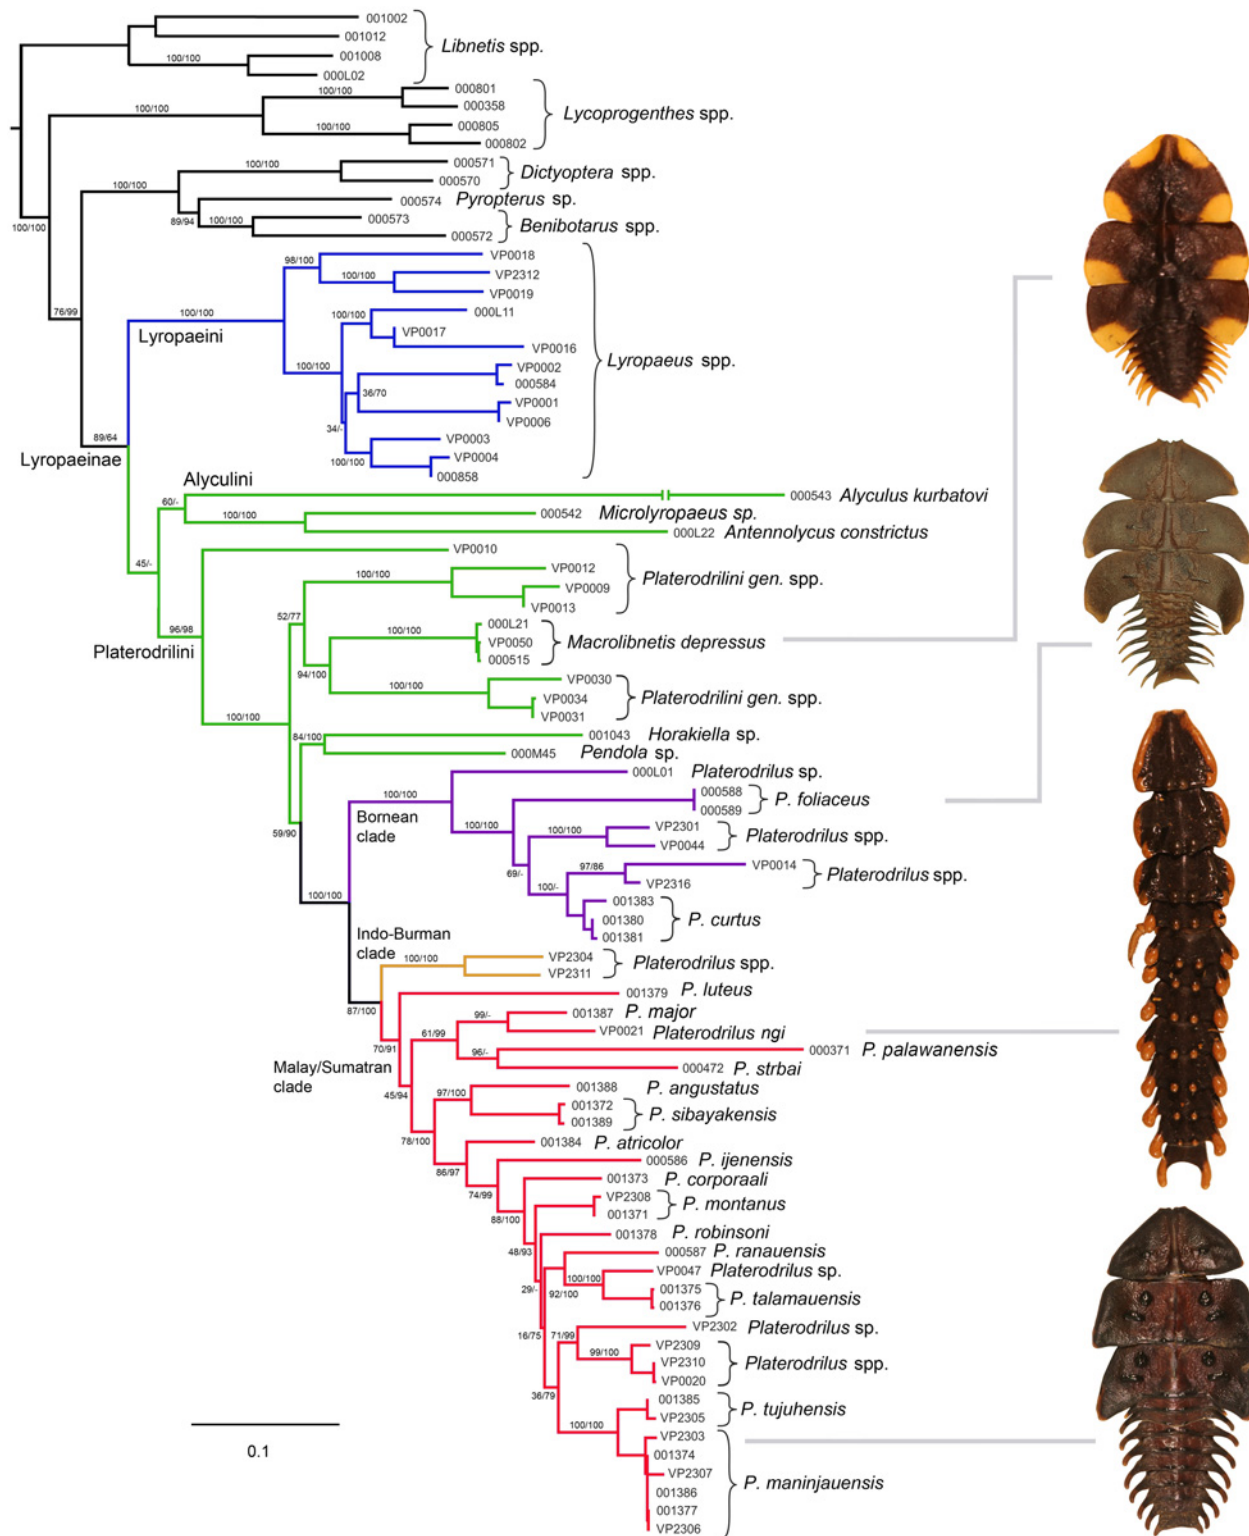 001002
001012
Libnetis spp.
001008
100/100
000L02
000801
100/100
000358
100/100
Lycoprogenthes spp.
000805
100/100
000802
000571
100/100
Dictyoptera spp.
000570
100/100
000574 Pyropterus sp.
000573
89/94 100/100
Benibotarus spp.
000572
100/100
VP0018
98/100
VP2312
100/100
VP0019
76/99
000L11
100/100
100/100
Lyropaeini
VP0017
VP0016
Lyropaeus spp.
VP0002
100/100
000584
36/70
VP0001
VP0006
34/-
VP0003
89/64
VP0004
Lyropaeinae
100/100
000858
Alyculini
000543 Alyculus kurbatovi
60/-
000542 Microlyropaeus sp.
100/100
000L22 Antennolycus constrictus
VP0010
45/-
VP0012
100/100
Platerodrilini gen. spp.
VP0009
VP0013
52/77
000L21
96/98
100/100
VP0050 Macrolibnetis depressus
Platerodrilini
000515
94/100
VP0030
100/100
Platerodrilini gen. spp.
VP0034
VP0031
100/100
001043 Horakiella sp.
84/100
000M45 Pendola sp.
000L01 Platerodrilus sp.
000588
100/100
P. foliaceus
000589
Bornean
clade
100/100
VP2301
59/90
100/100
Platerodrilus spp.
VP0044
VP0014
97/86
69/-
Platerodrilus spp.
VP2316
100/-
001383
100/100
001380 P. curtus
001381
Indo-Burman
clade
VP2304
100/100
Platerodrilus spp.
VP2311
001379 P. luteus
87/100
001387 P. major
99/-
61/99
VP0021 Platerodrilus ngi
70/91
000371 P. palawanensis
96/-
Malay/Sumatran
clade
000472 P. strbai
001388 P. angustatus
45/94
97/100
001372
P. sibayakensis
001389
78/100
001384 P. atricolor
000586 P. ijenensis
86/97
001373 P. corporaali
74/99
VP2308
P. montanus
001371
88/100
001378 P. robinsoni
000587 P. ranauensis
48/93
VP0047 Platerodrilus sp.
100/100
29/-
92/100
001375
P. talamauensis
001376
VP2302 Platerodrilus sp.
16/75 71/99
VP2309
99/100
VP2310 Platerodrilus spp.
VP0020
36/79
001385
P. tujuhensis
VP2305
100/100
VP2303
001374
0.1
VP2307
P. maninjauensis
001386
001377
VP2306